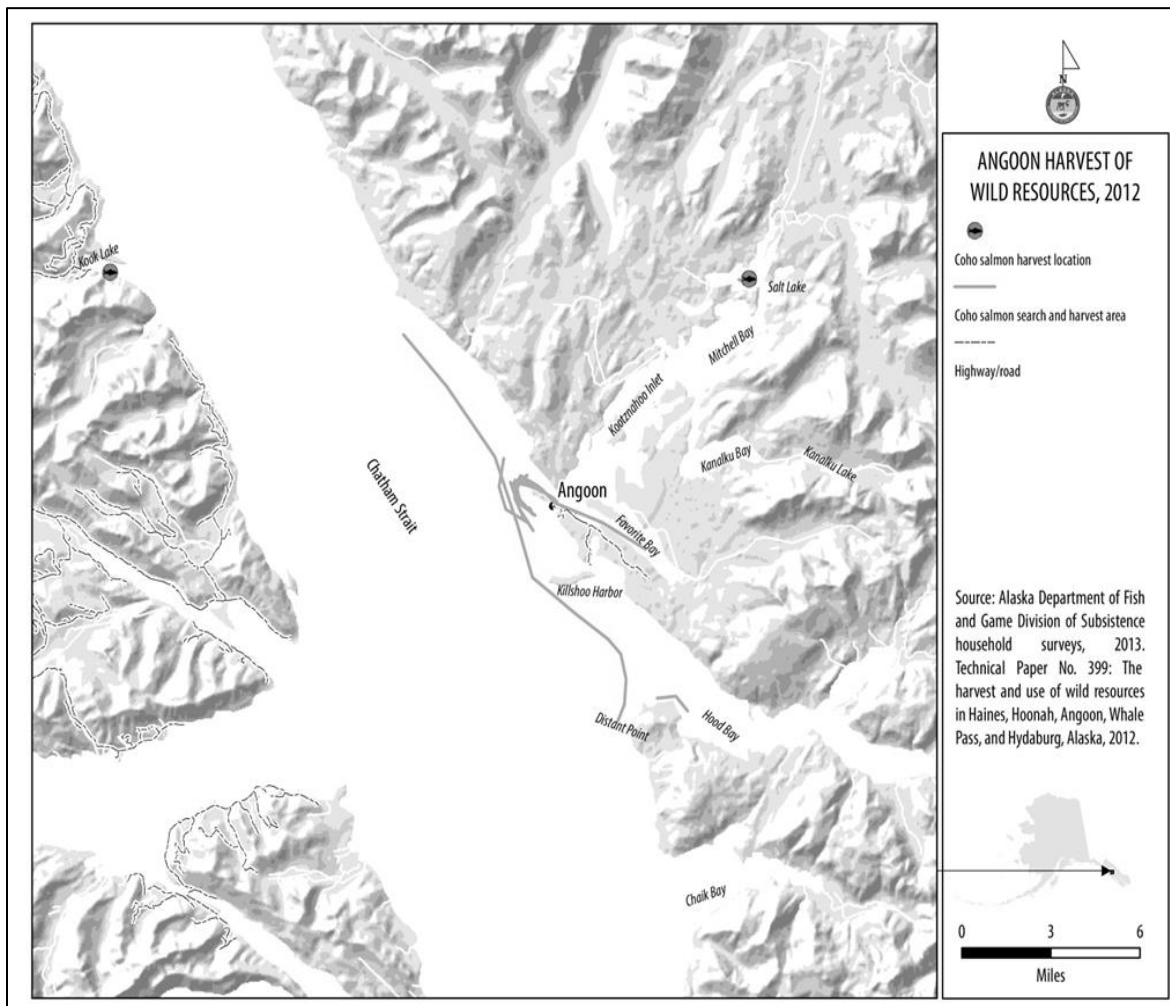 Kook Lake
Salt Lake
Mitchell Bay
Kootznahoo Inlet
Kanalku Bay
Kanalku Lake
Chatham Strait
Angoon
Favorite Bay
Killshoo Harbor
Distant Point
Hood Bay
Chaik Bay
N
ANGOON HARVEST OF
WILD RESOURCES, 2012
Coho salmon harvest location
Coho salmon search and harvest area
Highway/road
Source: Alaska Department of Fish
and Game Division of Subsistence
household surveys, 2013.
Technical Paper No. 399: The
harvest and use of wild resources
in Haines, Hoonah, Angoon, Whale
Pass, and Hydaburg, Alaska, 2012.
0 3 6
Miles